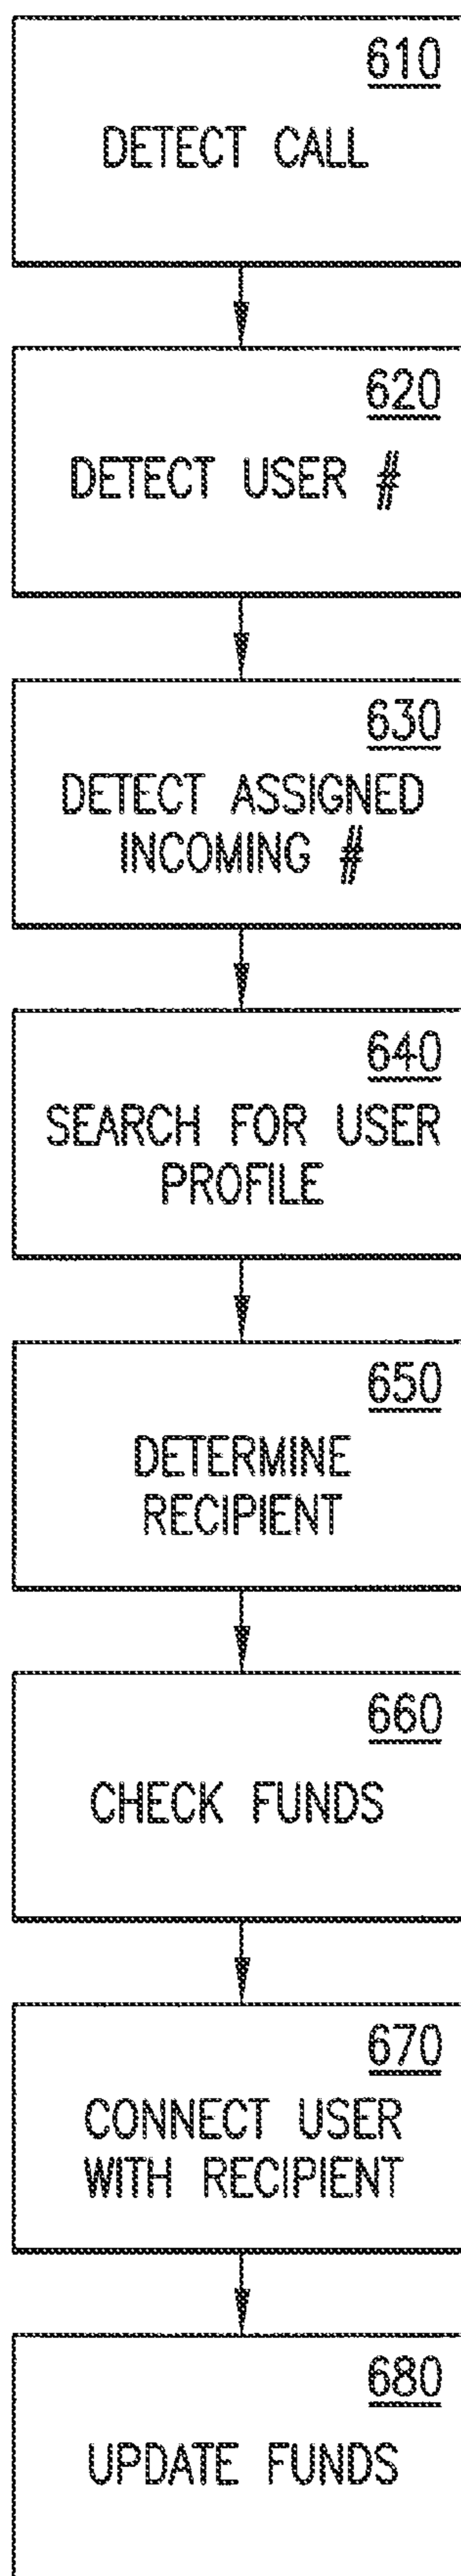 610
DETECT CALL
620
DETECT USER #
630
DETECT ASSIGNED
INCOMING #
640
SEARCH FOR USER
PROFILE
650
DETERMINE
RECIPIENT
660
CHECK FUNDS
670
CONNECT USER
WITH RECIPIENT
680
UPDATE FUNDS